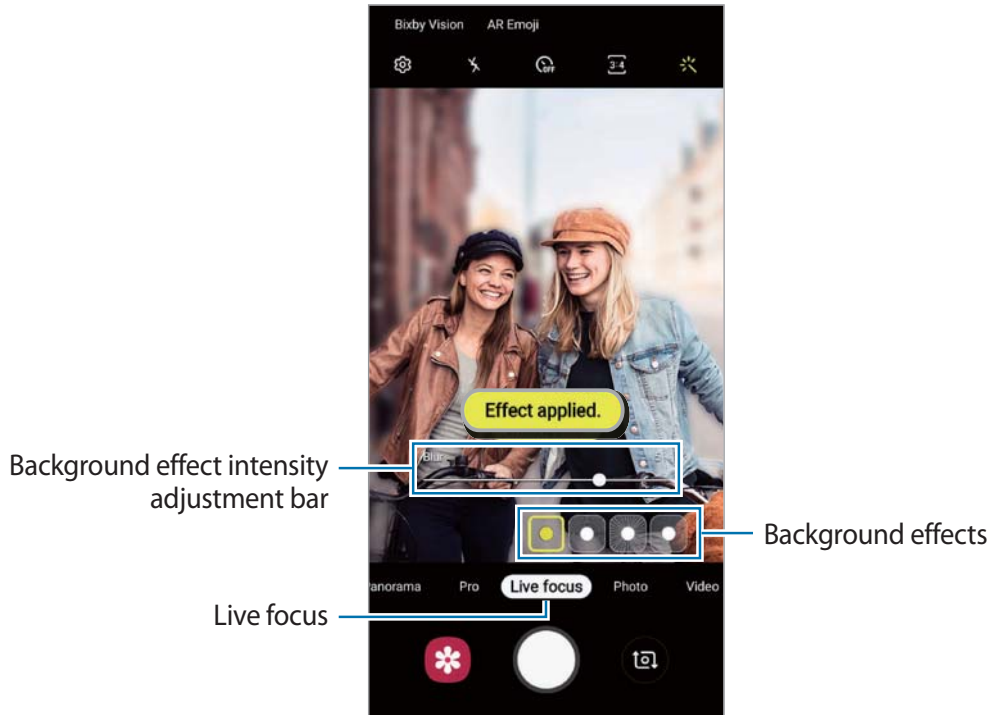 Bixby Vision AR Emoji
OFF
3:4
Effect applied.
Blur
Background effect intensity
adjustment bar
Background effects
anorama Pro Live focus Photo Video
Live focus